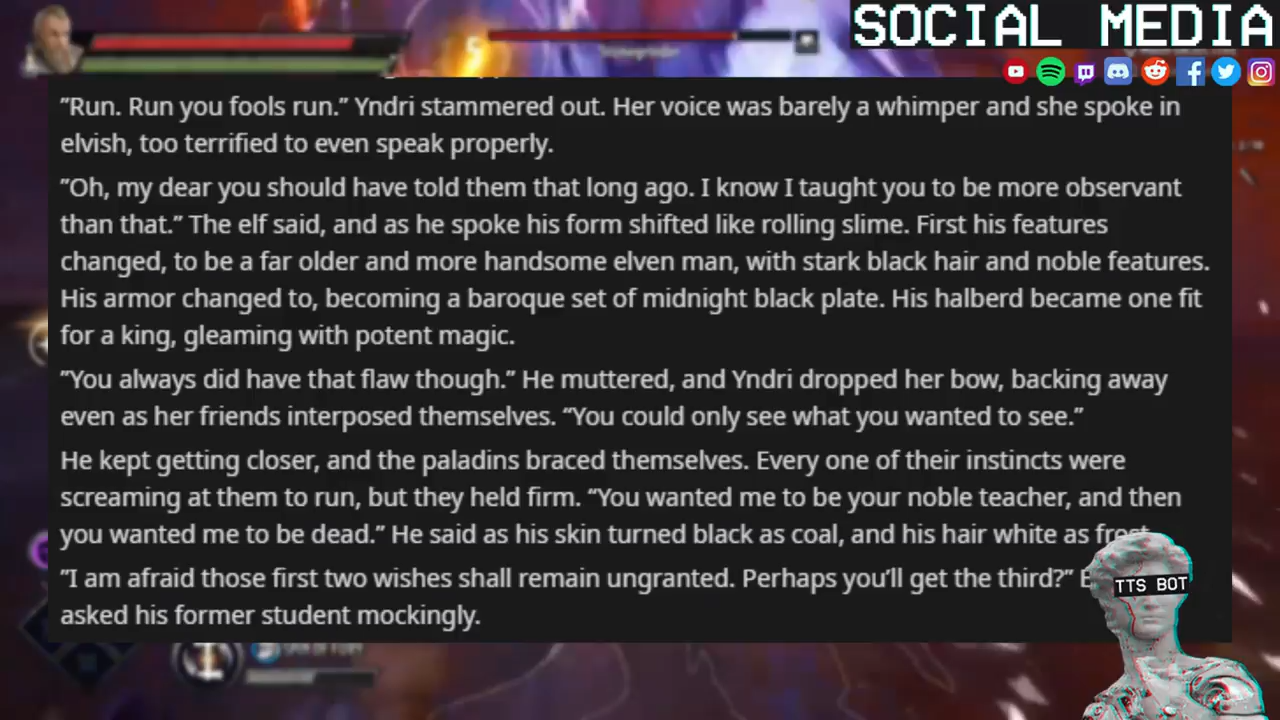 SOCIAL MEDIA
"Run. Run you fools run." Yndri stammered out. Her voice was barely a whimper and she spoke in
elvish, too terrified to even speak properly.
"Oh, my dear you should have told them that long ago. I know I taught you to be more observant
than that." The elf said, and as he spoke his form shifted like rolling slime. First his features
changed, to be a far older and more handsome elven man, with stark black hair and noble features.
His armor changed to, becoming a baroque set of midnight black plate. His halberd became one fit
for a king, gleaming with potent magic.
"You always did have that flaw though." He muttered, and Yndri dropped her bow, backing away
even as her friends interposed themselves. "You could only see what you wanted to see."
He kept getting closer, and the paladins braced themselves. Every one of their instincts were
screaming at them to run, but they held firm. "You wanted me to be your noble teacher, and then
you wanted me to be dead." He said as his skin turned black as coal, and his hair white as frost
"I am afraid those first two wishes shall remain ungranted. Perhaps you'll get the third?"
asked his former student mockingly.
TTS BOT